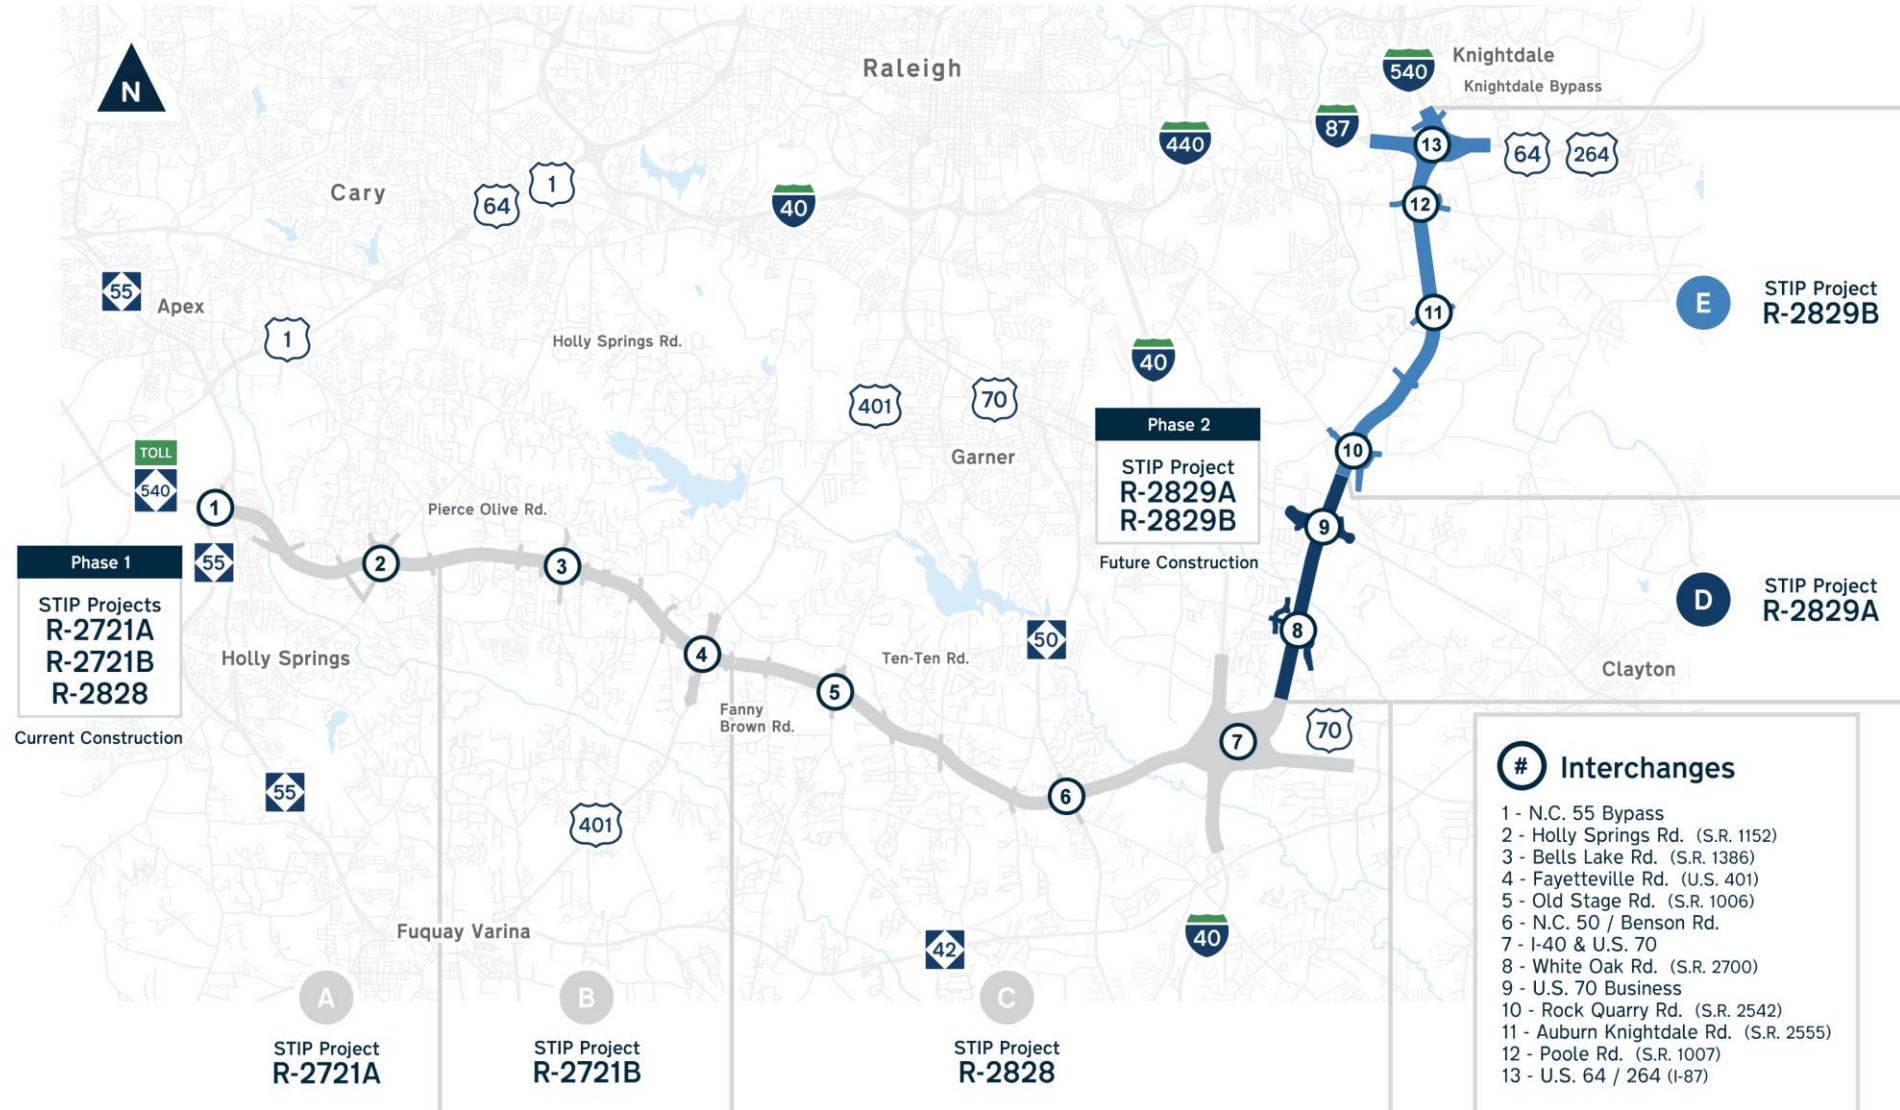 N
Raleigh
540
Knightdale
Knightdale Bypass
87
440
13
64
264
Cary
64
1
40
12
55
Apex
1
Holly Springs Rd.
11
E
STIP Project
R-2829B
40
401
70
Garner
Phase 2
STIP Project
R-2829A
R-2829B
Future Construction
10
TOLL
540
1
Pierce Olive Rd.
9
Phase 1
STIP Projects
R-2721A
R-2721B
R-2828
Current Construction
55
2
3
D
STIP Project
R-2829A
Holly Springs
4
50
8
Ten-Ten Rd.
Clayton
5
Fanny
Brown Rd.
7
70
55
401
6
# Interchanges
1 - N.C. 55 Bypass
2 - Holly Springs Rd. (S.R. 1152)
3 - Bells Lake Rd. (S.R. 1386)
4 - Fayetteville Rd. (U.S. 401)
5 - Old Stage Rd. (S.R. 1006)
6 - N.C. 50 / Benson Rd.
7 - I-40 & U.S. 70
8 - White Oak Rd. (S.R. 2700)
9 - U.S. 70 Business
10 - Rock Quarry Rd. (S.R. 2542)
11 - Auburn Knightdale Rd. (S.R. 2555)
12 - Poole Rd. (S.R. 1007)
13 - U.S. 64 / 264 (I-87)
Fuquay Varina
42
40
A
STIP Project
R-2721A
B
STIP Project
R-2721B
C
STIP Project
R-2828